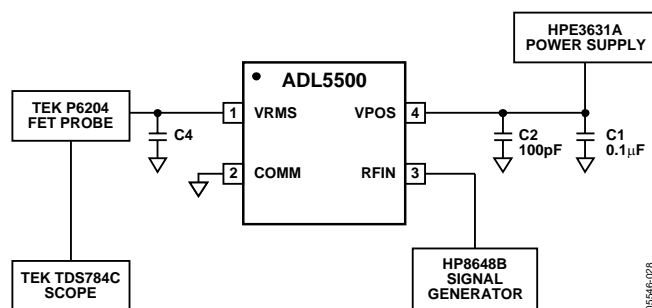 HPE3631A
POWER SUPPLY
ADL5500
TEK P6204
FET PROBE
C4
1
VRMS
VPOS
4
C2
100pF
C1
0.1µF
2
COMM
RFIN
3
TEK TDS784C
SCOPE
HP8648B
SIGNAL
GENERATOR
05546-028